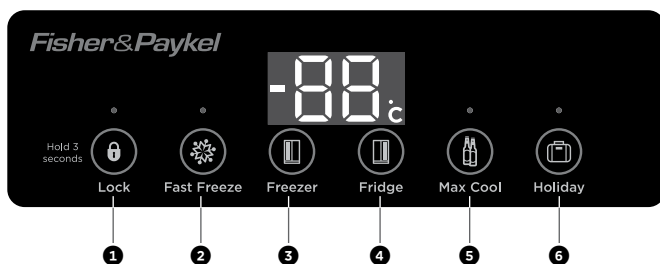 Fisher&Paykel
-88°C
Hold 3
seconds
Lock Fast Freeze Freezer Fridge Max Cool Holiday
1 2 3 4 5 6